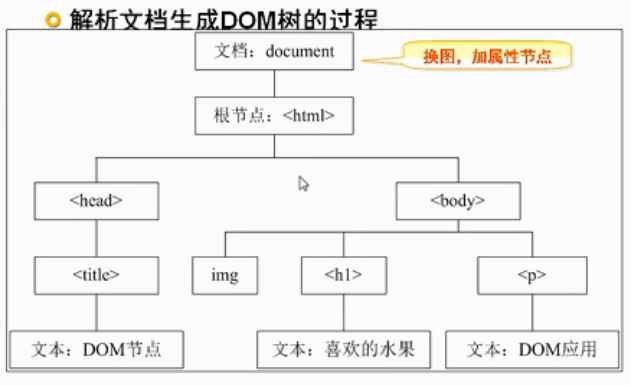 解析文档生成DOM树的过程
文档：document
换图，加属性节点
根节点：<html>
<head>
<body>
<title>
img
<h1>
<p>
文本：DOM节点
文本：喜欢的水果
文本：DOM应用